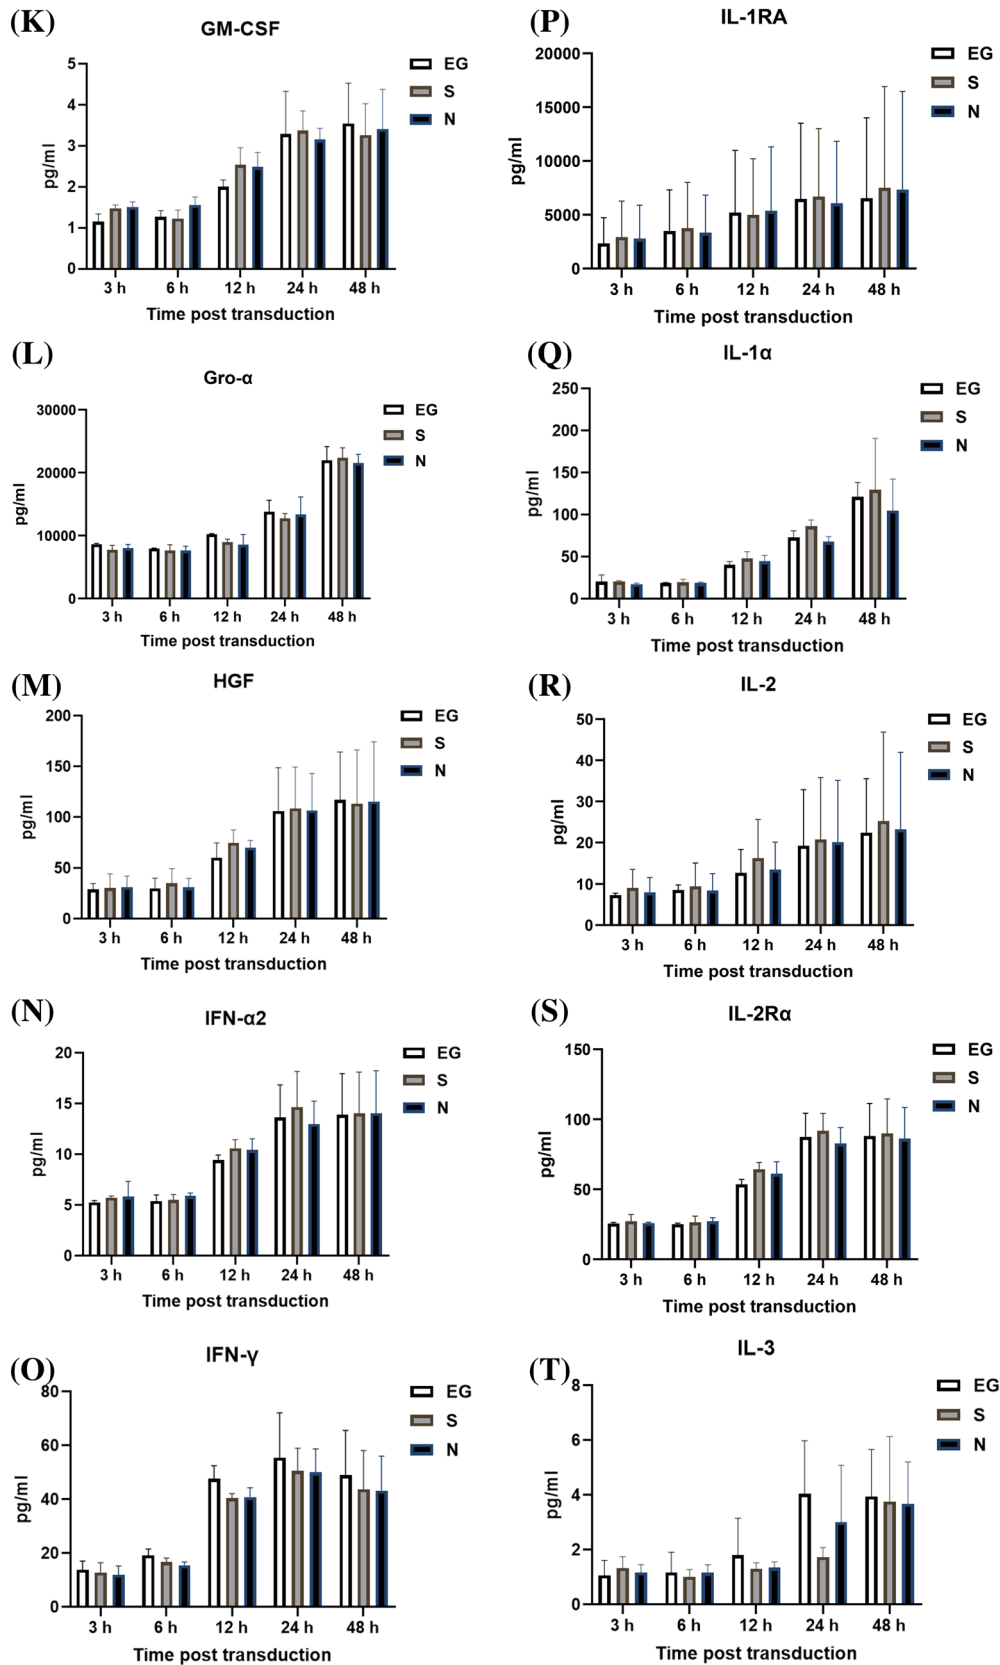 (K)
GM-CSF
pg/ml
5
4
3
2
1
0
3 h 6 h 12 h 24 h 48 h
Time post transduction
EG
S
N
(P)
IL-1RA
pg/ml
20000
15000
10000
5000
0
3 h 6 h 12 h 24 h 48 h
Time post transduction
EG
S
N
(L)
Gro-α
pg/ml
30000
20000
10000
0
3 h 6 h 12 h 24 h 48 h
Time post transduction
EG
S
N
(Q)
IL-1α
pg/ml
250
200
150
100
50
0
3 h 6 h 12 h 24 h 48 h
Time post transduction
EG
S
N
(M)
HGF
pg/ml
200
150
100
50
0
3 h 6 h 12 h 24 h 48 h
Time post transduction
EG
S
N
(R)
IL-2
pg/ml
50
40
30
20
10
0
3 h 6 h 12 h 24 h 48 h
Time post transduction
EG
S
N
(N)
IFN-α2
pg/ml
20
15
10
5
0
3 h 6 h 12 h 24 h 48 h
Time post transduction
EG
S
N
(S)
IL-2Rα
pg/ml
150
100
50
0
3 h 6 h 12 h 24 h 48 h
Time post transduction
EG
S
N
(O)
IFN-γ
pg/ml
80
60
40
20
0
3 h 6 h 12 h 24 h 48 h
Time post transduction
EG
S
N
(T)
IL-3
pg/ml
8
6
4
2
0
3 h 6 h 12 h 24 h 48 h
Time post transduction
EG
S
N